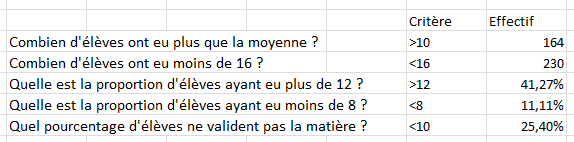 Critère Effectif
Combien d'élèves ont eu plus que la moyenne ? >10 164
Combien d'élèves ont eu moins de 16 ? <16 230
Quelle est la proportion d'élèves ayant eu plus de 12 ? >12 41,27%
Quelle est la proportion d'élèves ayant eu moins de 8 ? <8 11,11%
Quel pourcentage d'élèves ne valident pas la matière ? <10 25,40%